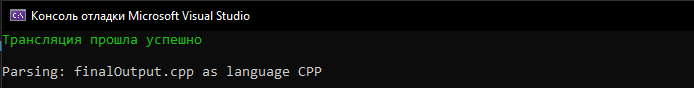 Консоль отладки Microsoft Visual Studio
Трансляция прошла успешно
Parsing: finalOutput.cpp as language CPP